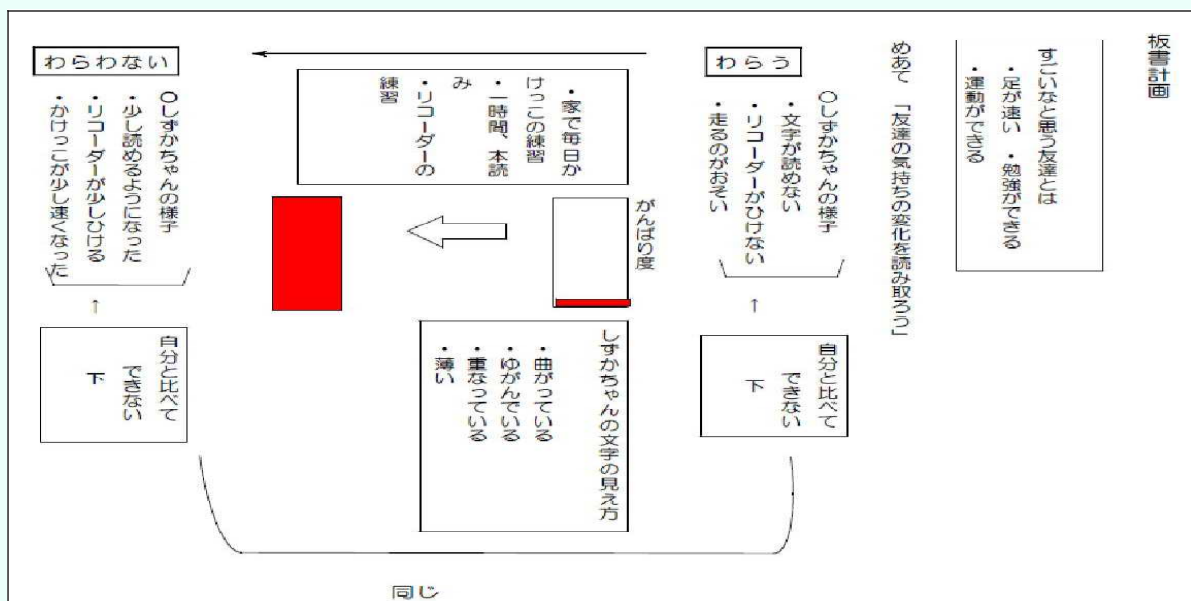 板書計画
すごいなと思う友達とは
・足が速い ・勉強ができる
・運動ができる
めあて 「友達の気持ちの変化を読み取ろう」
わらう
〇しずかちゃんの様子
・文字が読めない
・リコーダーがひけない
・走るのがおそい
↑
自分と比べて
できない
下
がんばり度
・家で毎日か
けっこの練習
・一時間、本読
み
・リコーダーの
練習
しずかちゃんの文字の見え方
・曲がっている
・ゆがんでいる
・重なっている
・薄い
わらわない
〇しずかちゃんの様子
・少し読めるようになった
・リコーダーが少しひける
・かけっこが少し速くなった
↑
自分と比べて
できない
下
同じ